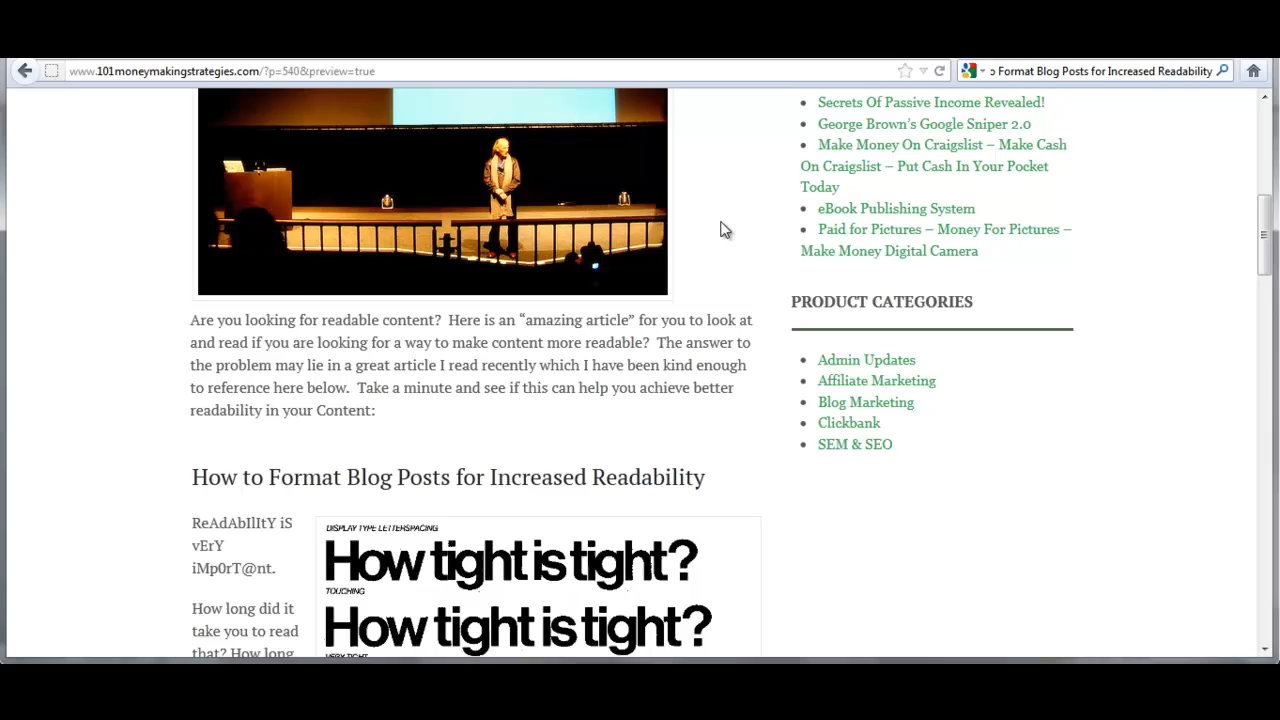 www.101moneymakingstrategies.com/?p=540&preview=true
ɔ Format Blog Posts for Increased Readability
Are you looking for readable content?  Here is an “amazing article” for you to look at
and read if you are looking for a way to make content more readable?  The answer to
the problem may lie in a great article I read recently which I have been kind enough
to reference here below.  Take a minute and see if this can help you achieve better
readability in your Content:
How to Format Blog Posts for Increased Readability
ReAdAbIlItY iS
vErY
iMp0rT@nt.
How long did it
take you to read
that? How long
DISPLAY TYPE LETTERSPACING
How tight is tight?
TOUCHING
How tight is tight?
VERY TIGHT
Secrets Of Passive Income Revealed!
George Brown’s Google Sniper 2.0
Make Money On Craigslist – Make Cash
On Craigslist – Put Cash In Your Pocket
Today
eBook Publishing System
Paid for Pictures – Money For Pictures –
Make Money Digital Camera
PRODUCT CATEGORIES
Admin Updates
Affiliate Marketing
Blog Marketing
Clickbank
SEM & SEO